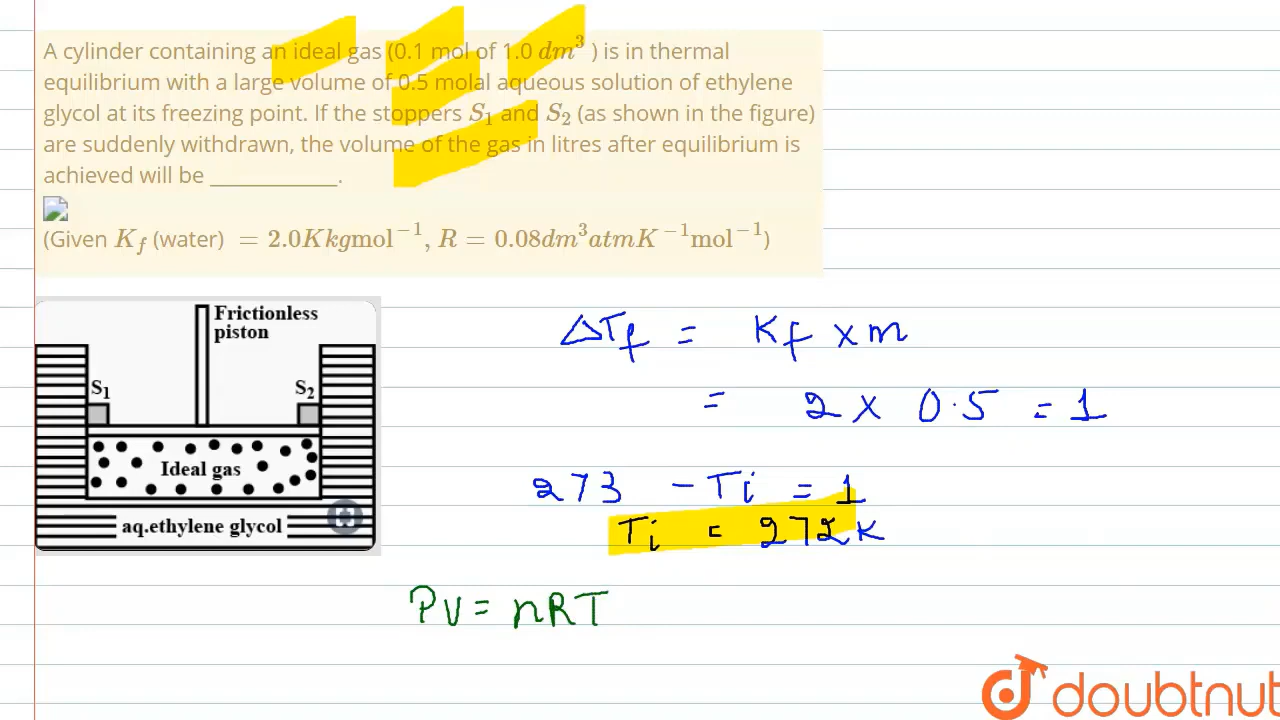 A cylinder containing an ideal gas (0.1 mol of 1.0 dm³ ) is in thermal
equilibrium with a large volume of 0.5 molal aqueous solution of ethylene
glycol at its freezing point. If the stoppers S₁ and S₂ (as shown in the figure)
are suddenly withdrawn, the volume of the gas in litres after equilibrium is
achieved will be ____________.
(Given K_f (water) = 2.0Kkgmol⁻¹, R = 0.08dm³atmK⁻¹mol⁻¹)
Frictionless
piston
S₁
S₂
Ideal gas
aq.ethylene glycol
ΔT_f = K_f × m
= 2 × 0.5 = 1
273 - Ti = 1
Ti = 272K
PV = nRT
doubtnut